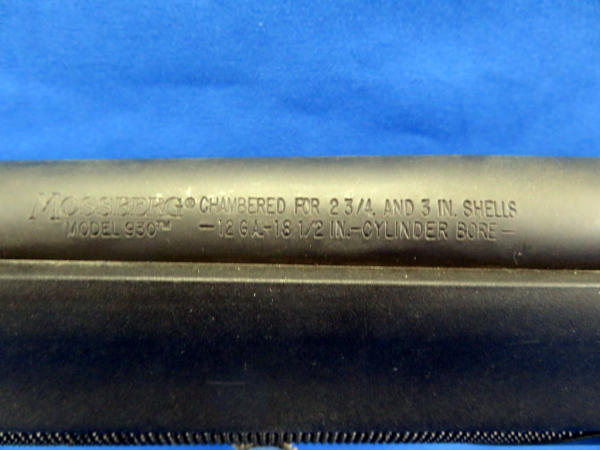 MOSSBERG® CHAMBERED FOR 2 3/4 AND 3 IN. SHELLS
MODEL 930™ -12 GA.-18 1/2 IN.-CYLINDER BORE-